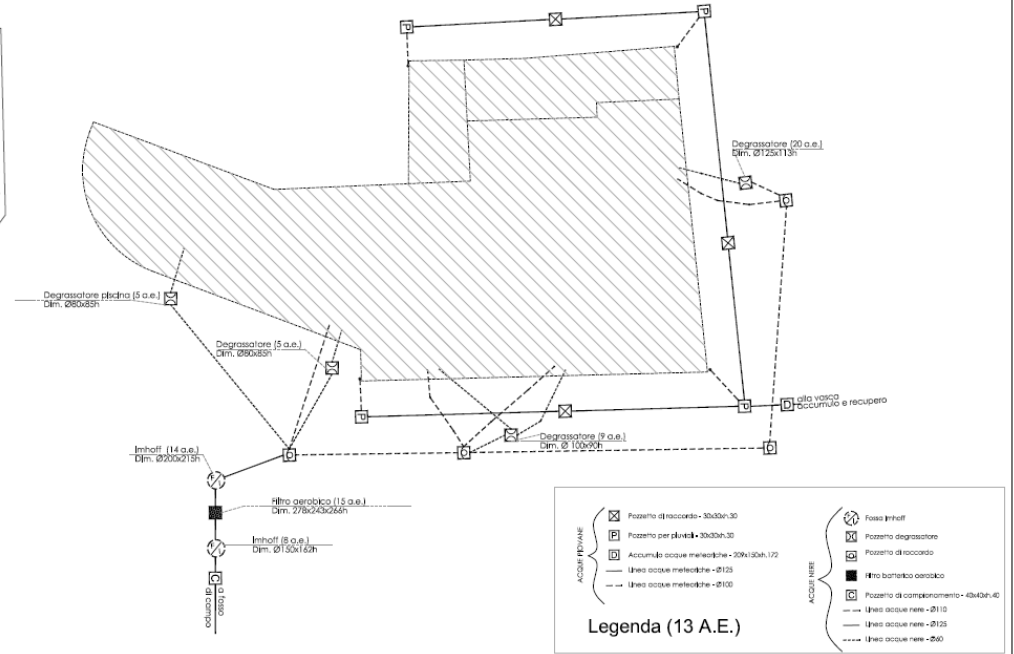 P
P
Degrassatore (20 a.e.)
Dim. Ø125x113h
Degrassatore piscina (5 a.e.)
Dim. Ø80x85h
Degrassatore (5 a.e.)
Dim. Ø80x85h
P
P
D
alla vasca
accumulo e recupero
Degrassatore (9 a.e.)
Dim. Ø 100x90h
Imhoff (14 a.e.)
Dim. Ø200x215h
Filtro aerobico (15 a.e.)
Dim. 278x243x266h
Imhoff (8 a.e.)
Dim. Ø150x162h
C
a fosso
di campo
ACQUE PIOVANE
Pozzetto di raccordo - 30x30xh.30
P Pozzetto per pluviali - 30x30xh.30
D Accumulo acque meteoriche - 209x150xh.172
Linea acque meteoriche - Ø125
Linea acque meteoriche - Ø100
Legenda (13 A.E.)
ACQUE NERE
Fossa Imhoff
Pozzetto degrassatore
Pozzetto di raccordo
Filtro batterico aerobico
C Pozzetto di campionamento - 40x40xh.40
Linea acque nere - Ø110
Linea acque nere - Ø125
Linea acque nere - Ø60